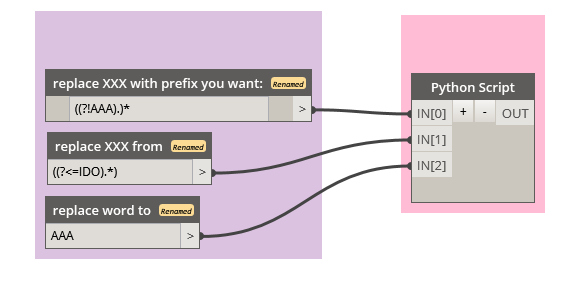 replace XXX with prefix you want: Renamed
((?!AAA).)* >
replace XXX from Renamed
((?<=IDO).*) >
replace word to Renamed
AAA >
Python Script
IN[0] + - OUT
IN[1]
IN[2]